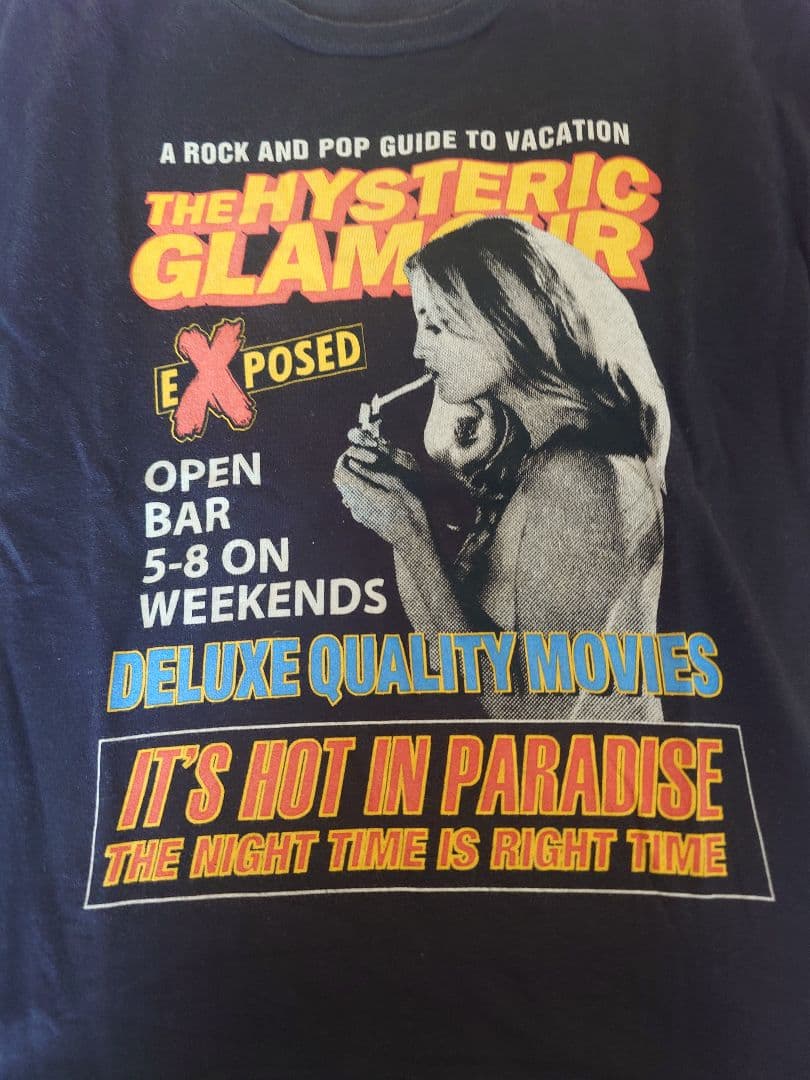 A ROCK AND POP GUIDE TO VACATION
THE HYSTERIC
GLAMOUR
EXPOSED
OPEN
BAR
5-8 ON
WEEKENDS
DELUXE QUALITY MOVIES
IT'S HOT IN PARADISE
THE NIGHT TIME IS RIGHT TIME